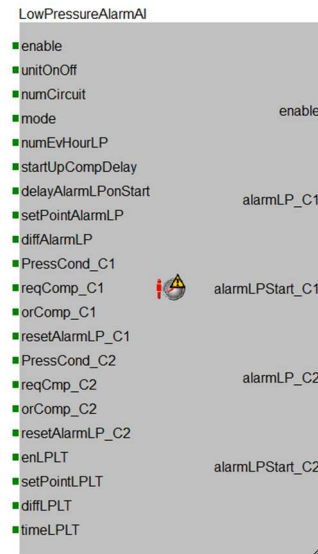 LowPressureAlarmAI
enable
unitOnOff
numCircuit
mode
numEvHourLP
startUpCompDelay
delayAlarmLPonStart
setPointAlarmLP
diffAlarmLP
PressCond_C1
reqComp_C1
orComp_C1
resetAlarmLP_C1
PressCond_C2
reqCmp_C2
orComp_C2
resetAlarmLP_C2
enLPLT
setPointLPLT
diffLPLT
timeLPLT
enable
alarmLP_C1
alarmLPStart_C1
alarmLP_C2
alarmLPStart_C2